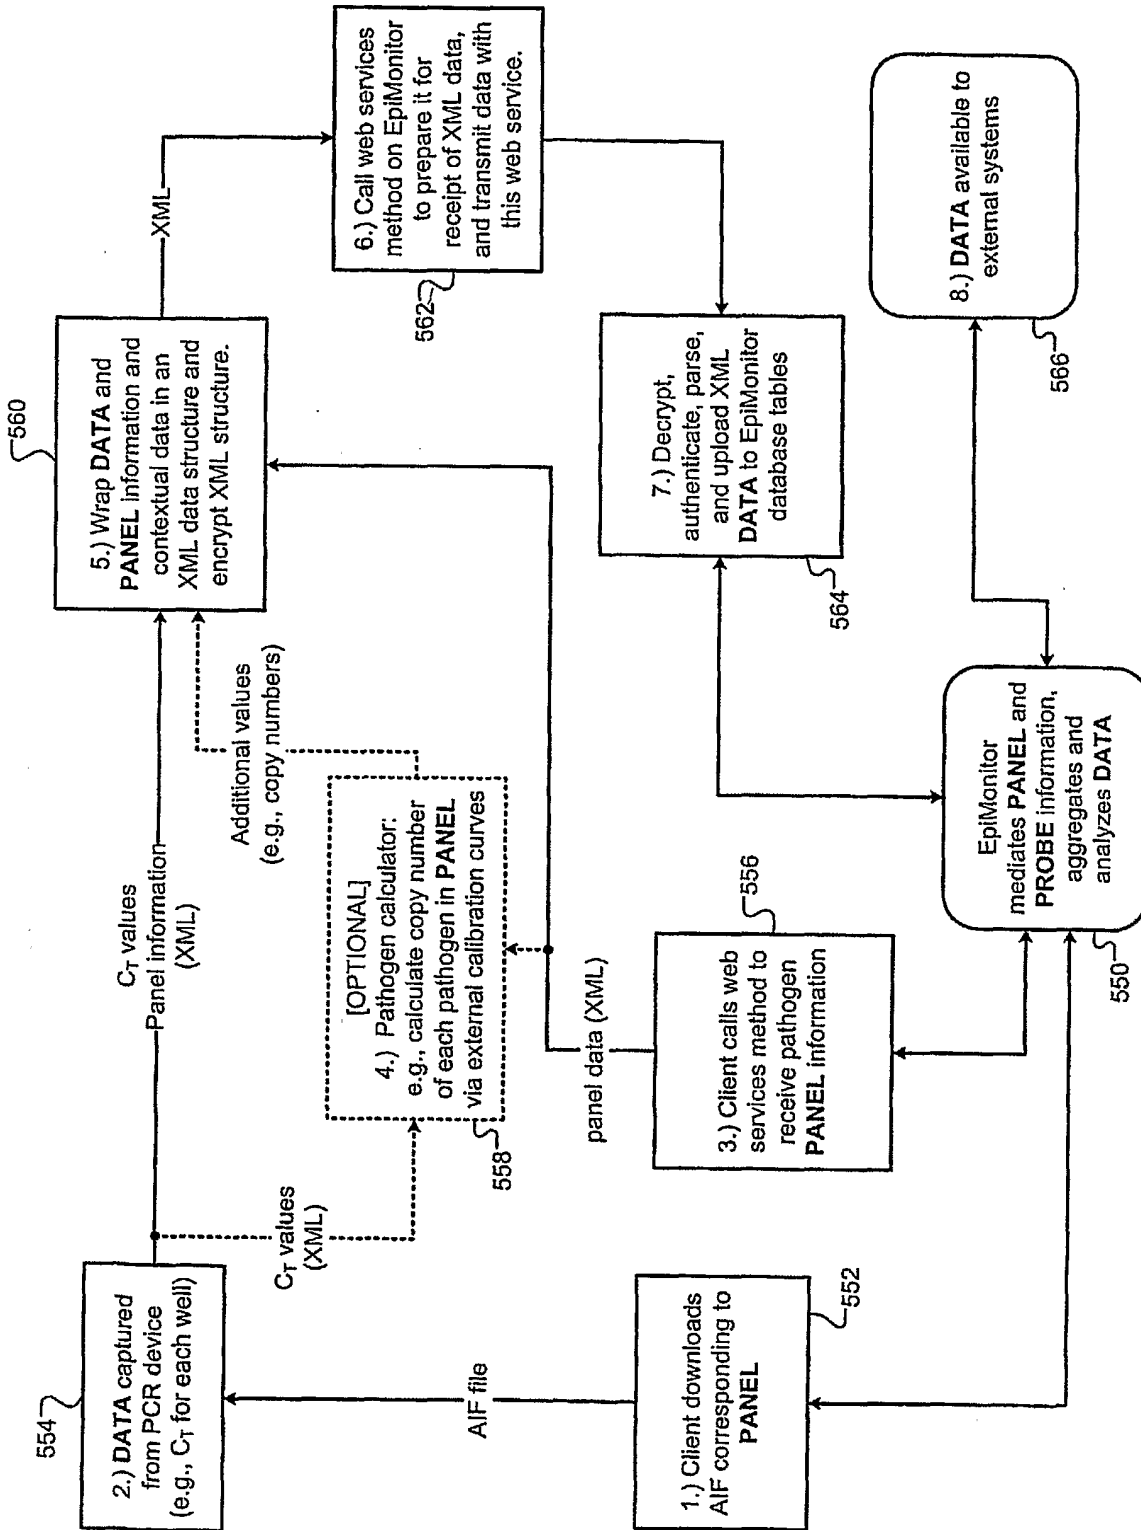 554
2.) DATA captured
from PCR device
(e.g., CT for each well)
CT values
Panel information
(XML)
560
5.) Wrap DATA and
PANEL information and
contextual data in an
XML data structure and
encrypt XML structure.
XML
6.) Call web services
method on EpiMonitor
to prepare it for
receipt of XML data,
and transmit data with
this web service.
562
CT values
(XML)
[OPTIONAL]
4.) Pathogen calculator:
e.g., calculate copy number
of each pathogen in PANEL
via external calibration curves
558
Additional values
(e.g., copy numbers)
AIF file
panel data (XML)
7.) Decrypt,
authenticate, parse,
and upload XML
DATA to EpiMonitor
database tables
564
1.) Client downloads
AIF corresponding to
PANEL
552
3.) Client calls web
services method to
receive pathogen
PANEL information
556
EpiMonitor
mediates PANEL and
PROBE information,
aggregates and
analyzes DATA
550
8.) DATA available to
external systems
566